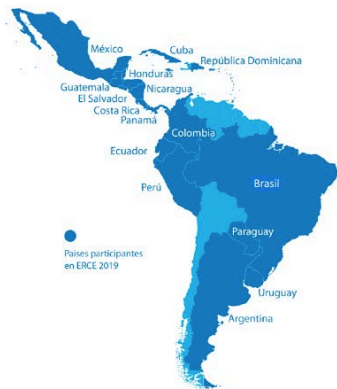 México
Cuba
República Dominicana
Honduras
Guatemala
Nicaragua
El Salvador
Costa Rica
Panamá
Colombia
Ecuador
Perú
Brasil
Paraguay
Países participantes
en ERCE 2019
Uruguay
Argentina